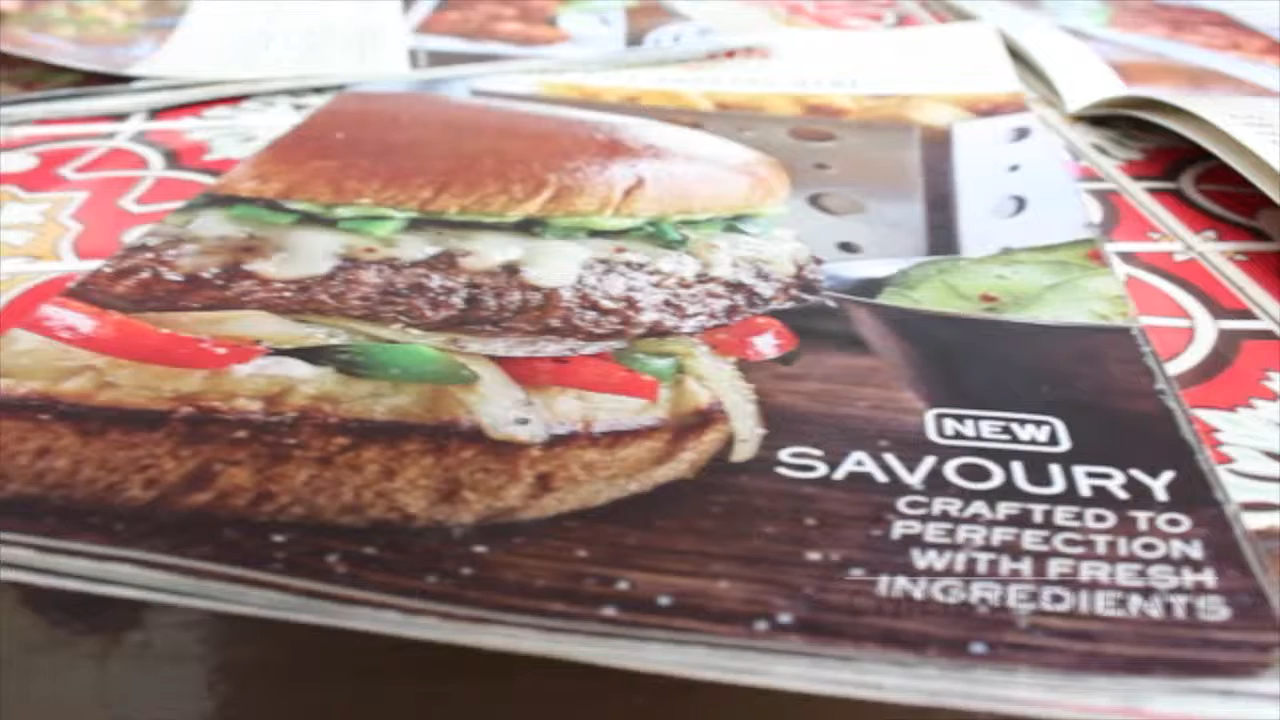 NEW
SAVOURY
CRAFTED TO
PERFECTION
WITH FRESH
INGREDIENTS